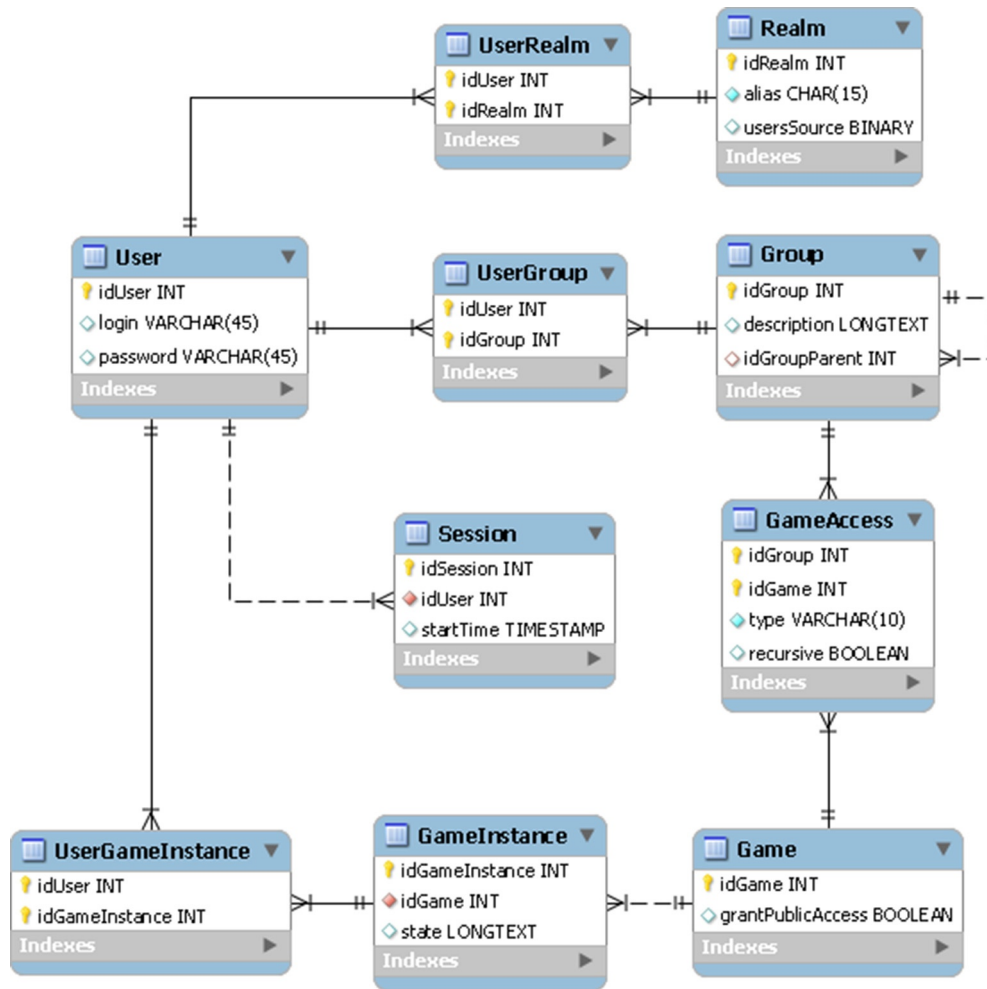 UserRealm
idUser INT
idRealm INT
Indexes
Realm
idRealm INT
alias CHAR(15)
usersSource BINARY
Indexes
User
idUser INT
login VARCHAR(45)
password VARCHAR(45)
Indexes
UserGroup
idUser INT
idGroup INT
Indexes
Group
idGroup INT
description LONGTEXT
idGroupParent INT
Indexes
Session
idSession INT
idUser INT
startTime TIMESTAMP
Indexes
GameAccess
idGroup INT
idGame INT
type VARCHAR(10)
recursive BOOLEAN
Indexes
UserGameInstance
idUser INT
idGameInstance INT
Indexes
GameInstance
idGameInstance INT
idGame INT
state LONGTEXT
Indexes
Game
idGame INT
grantPublicAccess BOOLEAN
Indexes